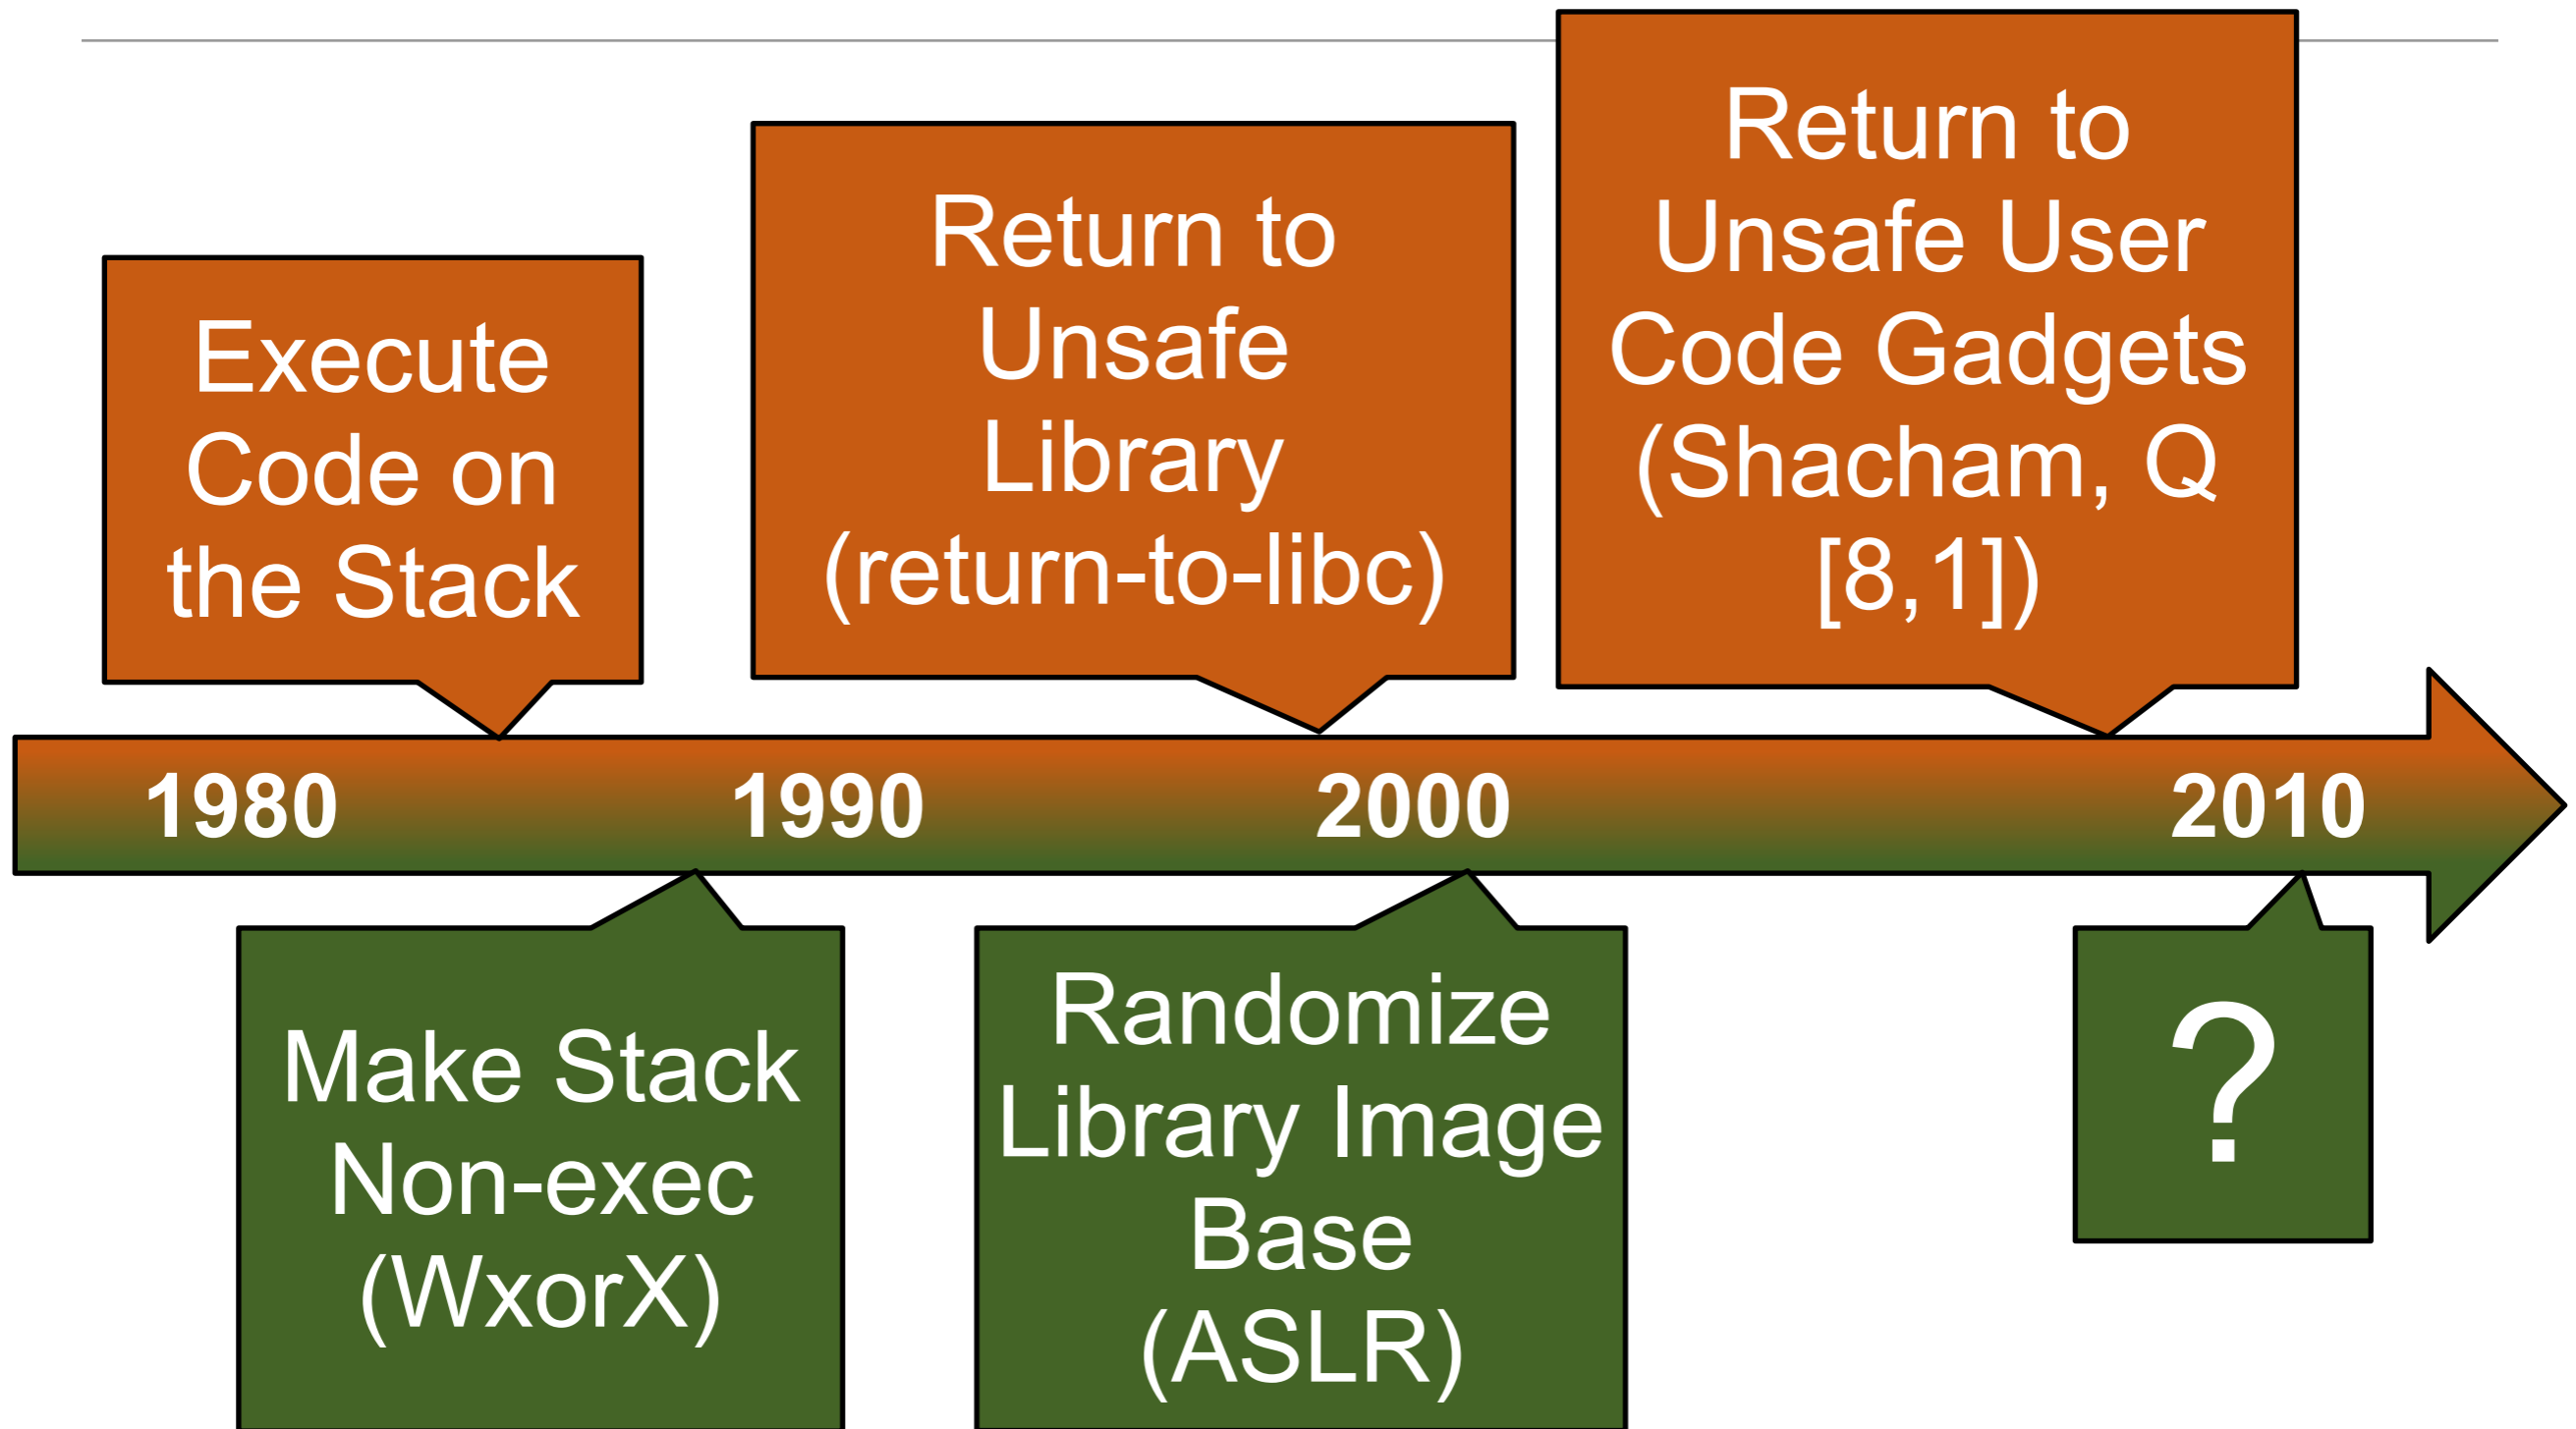 Execute
Code on
the Stack
Return to
Unsafe
Library
(return-to-libc)
Return to
Unsafe User
Code Gadgets
(Shacham, Q
[8,1])
1980
1990
2000
2010
Make Stack
Non-exec
(WxorX)
Randomize
Library Image
Base
(ASLR)
?